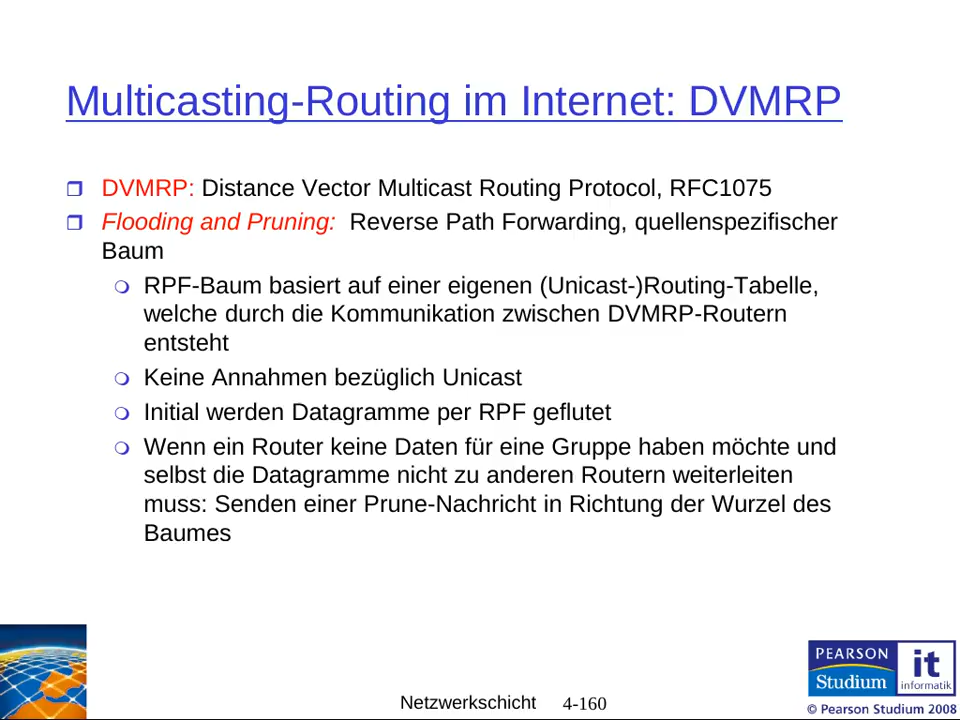 Multicasting-Routing im Internet: DVMRP
DVMRP: Distance Vector Multicast Routing Protocol, RFC1075
Flooding and Pruning: Reverse Path Forwarding, quellenspezifischer
Baum
RPF-Baum basiert auf einer eigenen (Unicast-)Routing-Tabelle,
welche durch die Kommunikation zwischen DVMRP-Routern
entsteht
Keine Annahmen bezüglich Unicast
Initial werden Datagramme per RPF geflutet
Wenn ein Router keine Daten für eine Gruppe haben möchte und
selbst die Datagramme nicht zu anderen Routern weiterleiten
muss: Senden einer Prune-Nachricht in Richtung der Wurzel des
Baumes
PEARSON
Studium
it
informatik
Netzwerkschicht 4-160
© Pearson Studium 2008